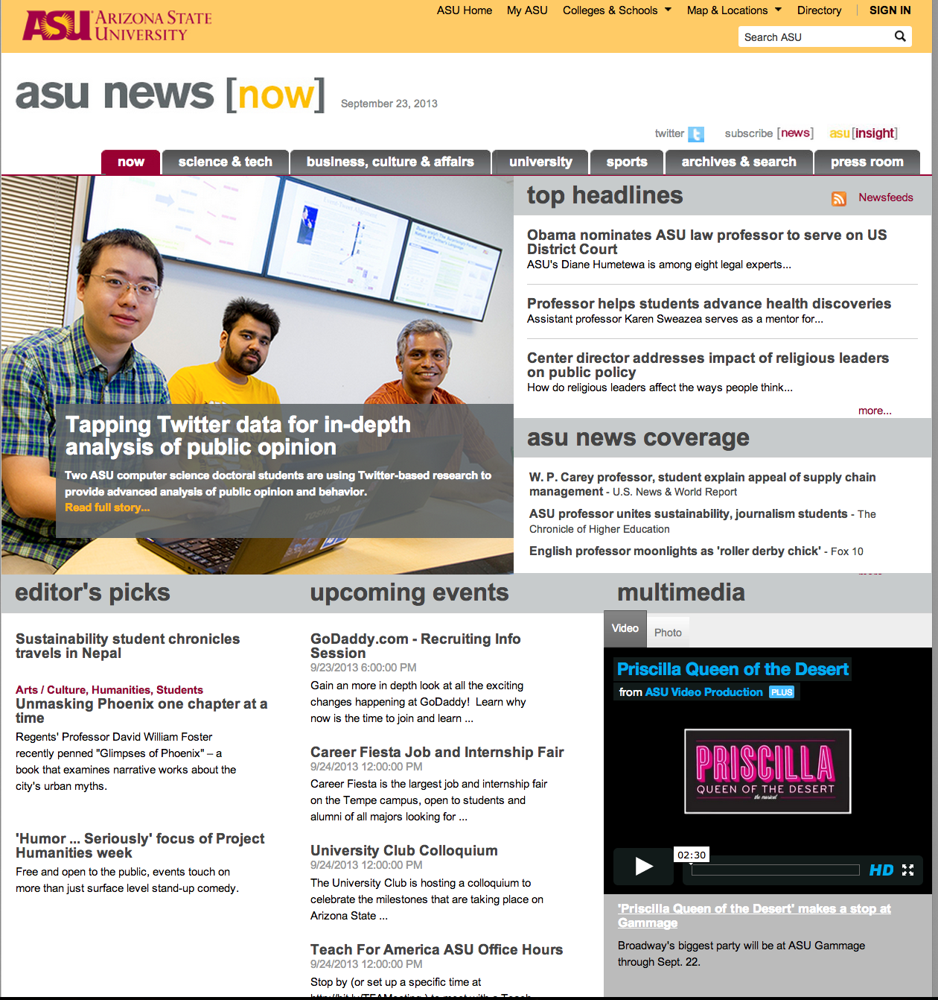 ASU ARIZONA STATE
UNIVERSITY
ASU Home My ASU Colleges & Schools Map & Locations Directory SIGN IN
Search ASU
asu news [now] September 23, 2013
twitter subscribe [news] asu[insight]
now science & tech business, culture & affairs university sports archives & search press room
top headlines Newsfeeds
Obama nominates ASU law professor to serve on US
District Court
ASU's Diane Humetewa is among eight legal experts...
Professor helps students advance health discoveries
Assistant professor Karen Sweazea serves as a mentor for...
Center director addresses impact of religious leaders
on public policy
How do religious leaders affect the ways people think...
more...
Tapping Twitter data for in-depth
analysis of public opinion
Two ASU computer science doctoral students are using Twitter-based research to
provide advanced analysis of public opinion and behavior.
Read full story...
TOSHIBA
asu news coverage
W. P. Carey professor, student explain appeal of supply chain
management - U.S. News & World Report
ASU professor unites sustainability, journalism students - The
Chronicle of Higher Education
English professor moonlights as 'roller derby chick' - Fox 10
editor's picks
Sustainability student chronicles
travels in Nepal
Arts / Culture, Humanities, Students
Unmasking Phoenix one chapter at a
time
Regents' Professor David William Foster
recently penned "Glimpses of Phoenix" – a
book that examines narrative works about the
city's urban myths.
'Humor ... Seriously' focus of Project
Humanities week
Free and open to the public, events touch on
more than just surface level stand-up comedy.
upcoming events
GoDaddy.com - Recruiting Info
Session
9/23/2013 6:00:00 PM
Gain an more in depth look at all the exciting
changes happening at GoDaddy! Learn why
now is the time to join and learn ...
Career Fiesta Job and Internship Fair
9/24/2013 12:00:00 PM
Career Fiesta is the largest job and internship fair
on the Tempe campus, open to students and
alumni of all majors looking for ...
University Club Colloquium
9/24/2013 12:00:00 PM
The University Club is hosting a colloquium to
celebrate the milestones that are taking place on
Arizona State ...
Teach For America ASU Office Hours
9/24/2013 12:00:00 PM
Stop by (or set up a specific time at
multimedia
Video Photo
Priscilla Queen of the Desert
from ASU Video Production PLUS
PRISCILLA
QUEEN OF THE DESERT
the musical
02:30
HD
'Priscilla Queen of the Desert' makes a stop at
Gammage
Broadway's biggest party will be at ASU Gammage
through Sept. 22.